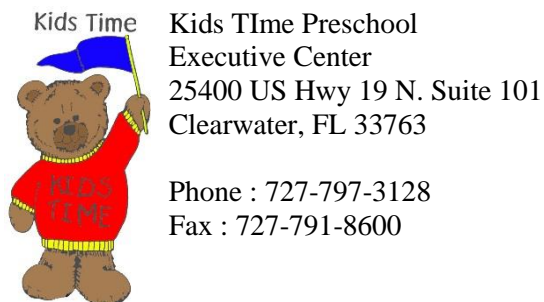 Kids Time
Kids TIme Preschool
Executive Center
25400 US Hwy 19 N. Suite 101
Clearwater, FL 33763
Phone : 727-797-3128
Fax : 727-791-8600
KIDS
TIME